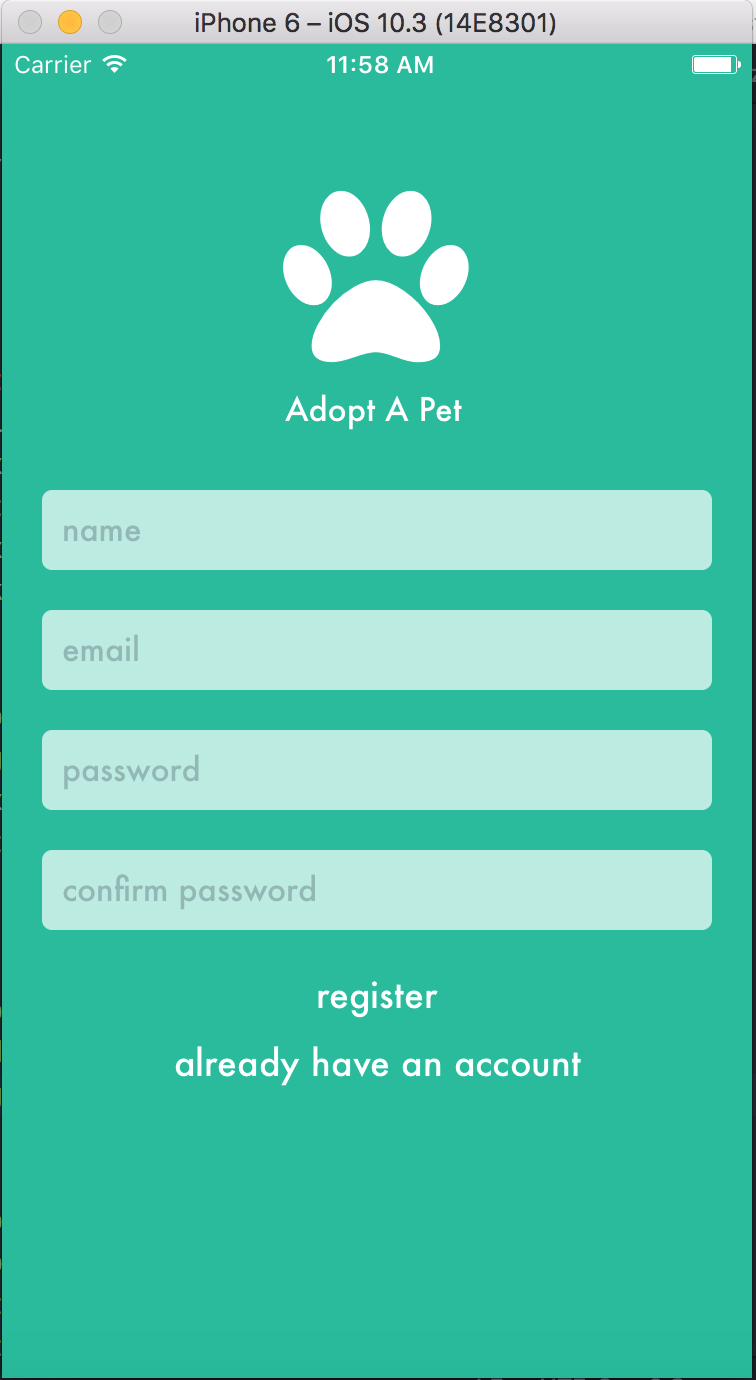 iPhone 6 – iOS 10.3 (14E8301)
Carrier 11:58 AM
Adopt A Pet
name
email
password
confirm password
register
already have an account